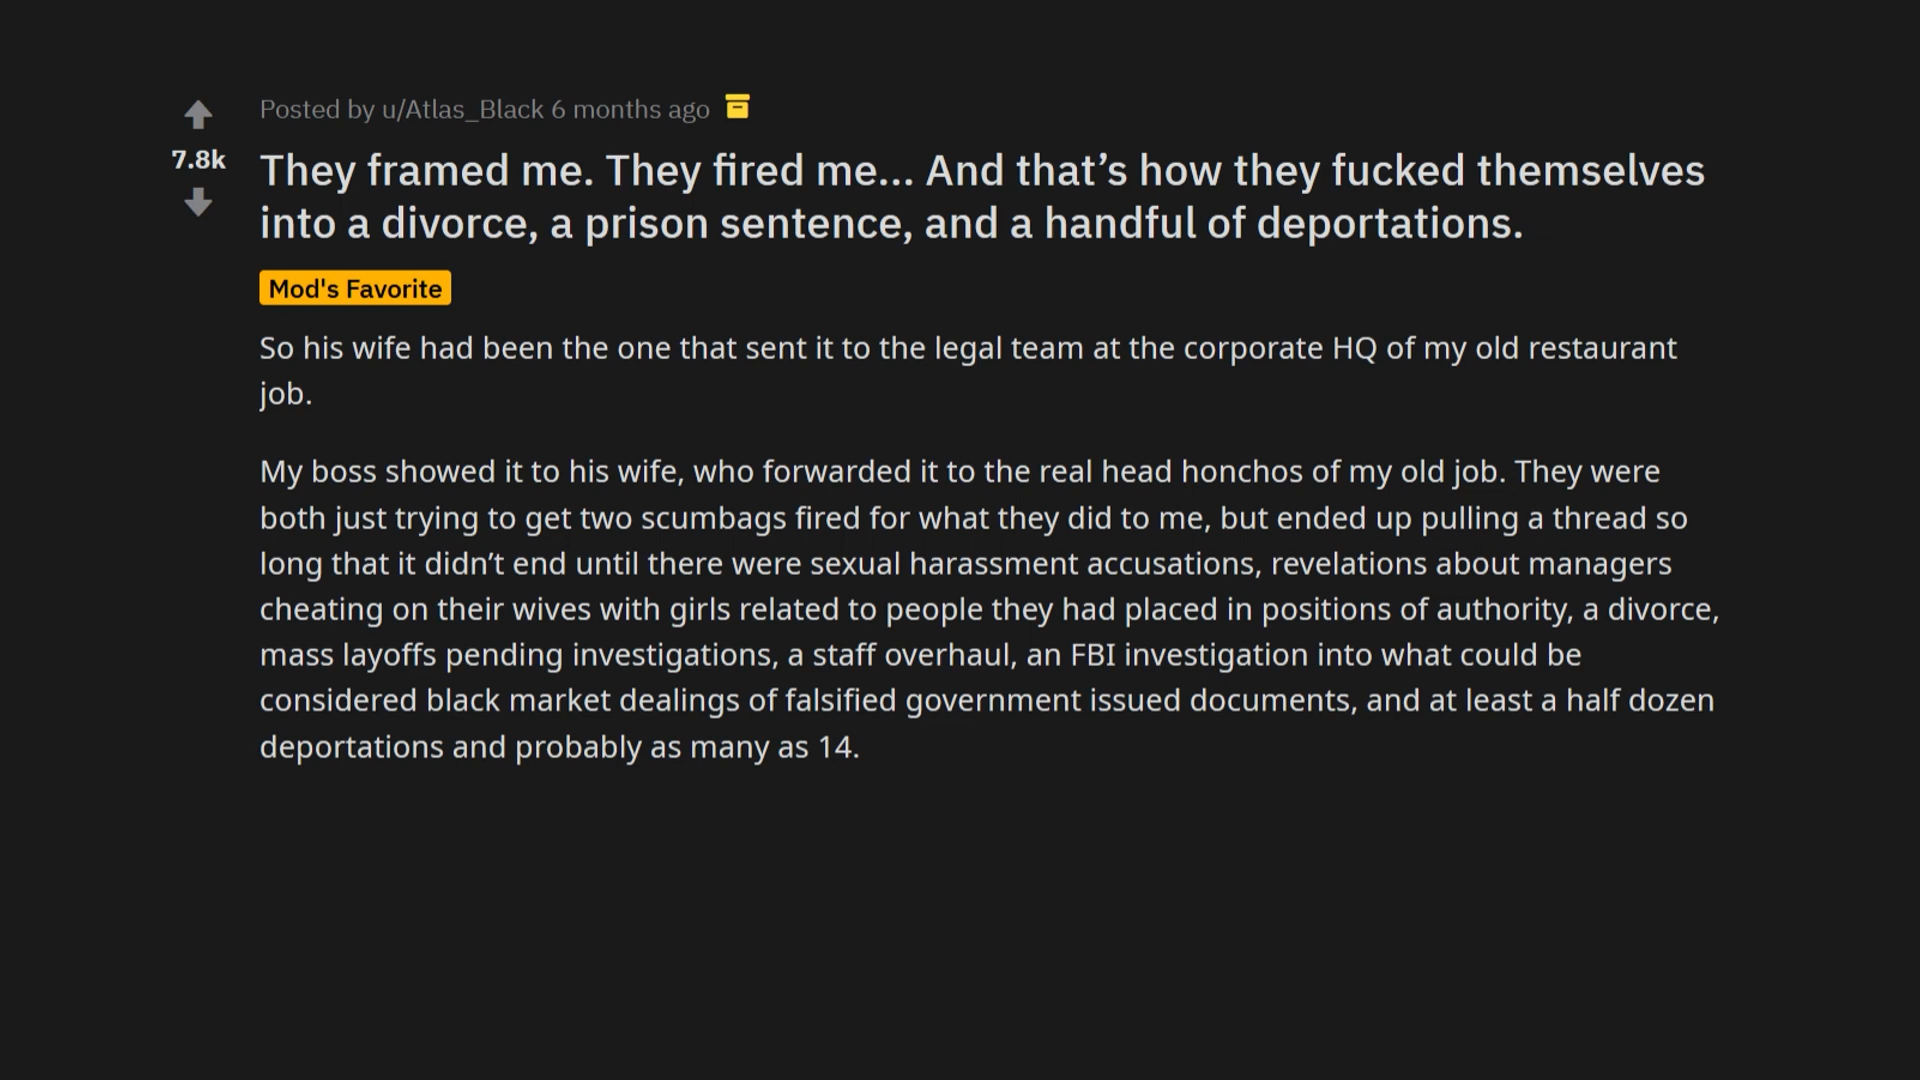 Posted by u/Atlas_Black 6 months ago
7.8k
They framed me. They fired me... And that’s how they fucked themselves
into a divorce, a prison sentence, and a handful of deportations.
Mod's Favorite
So his wife had been the one that sent it to the legal team at the corporate HQ of my old restaurant
job.
My boss showed it to his wife, who forwarded it to the real head honchos of my old job. They were
both just trying to get two scumbags fired for what they did to me, but ended up pulling a thread so
long that it didn’t end until there were sexual harassment accusations, revelations about managers
cheating on their wives with girls related to people they had placed in positions of authority, a divorce,
mass layoffs pending investigations, a staff overhaul, an FBI investigation into what could be
considered black market dealings of falsified government issued documents, and at least a half dozen
deportations and probably as many as 14.